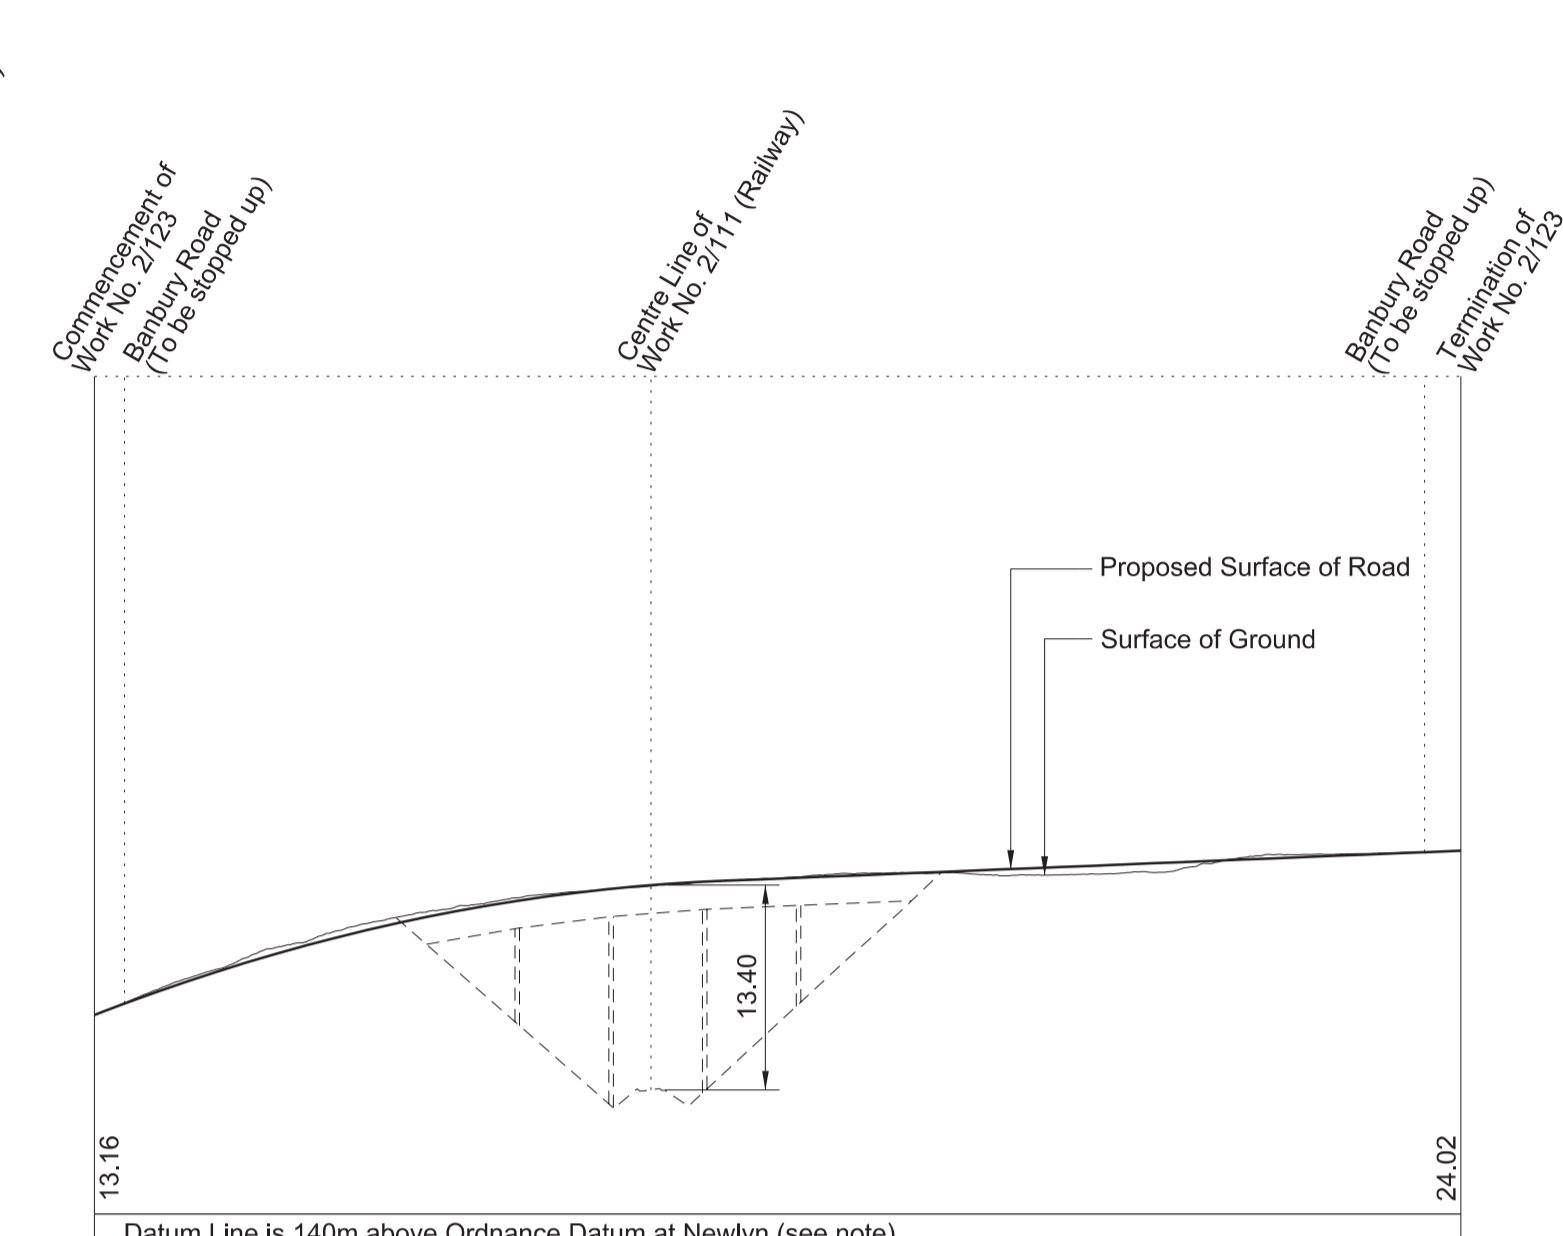 Commencement of
Work No. 2/123
Banbury Road
(To be stopped up)
Centre Line of
Work No. 2/111 (Railway)
Banbury Road
(To be stopped up)
Termination of
Work No. 2/123
Proposed Surface of Road
Surface of Ground
13.40
13.16
24.02
Datum Line is 140m above Ordnance Datum at Newlyn (see note)